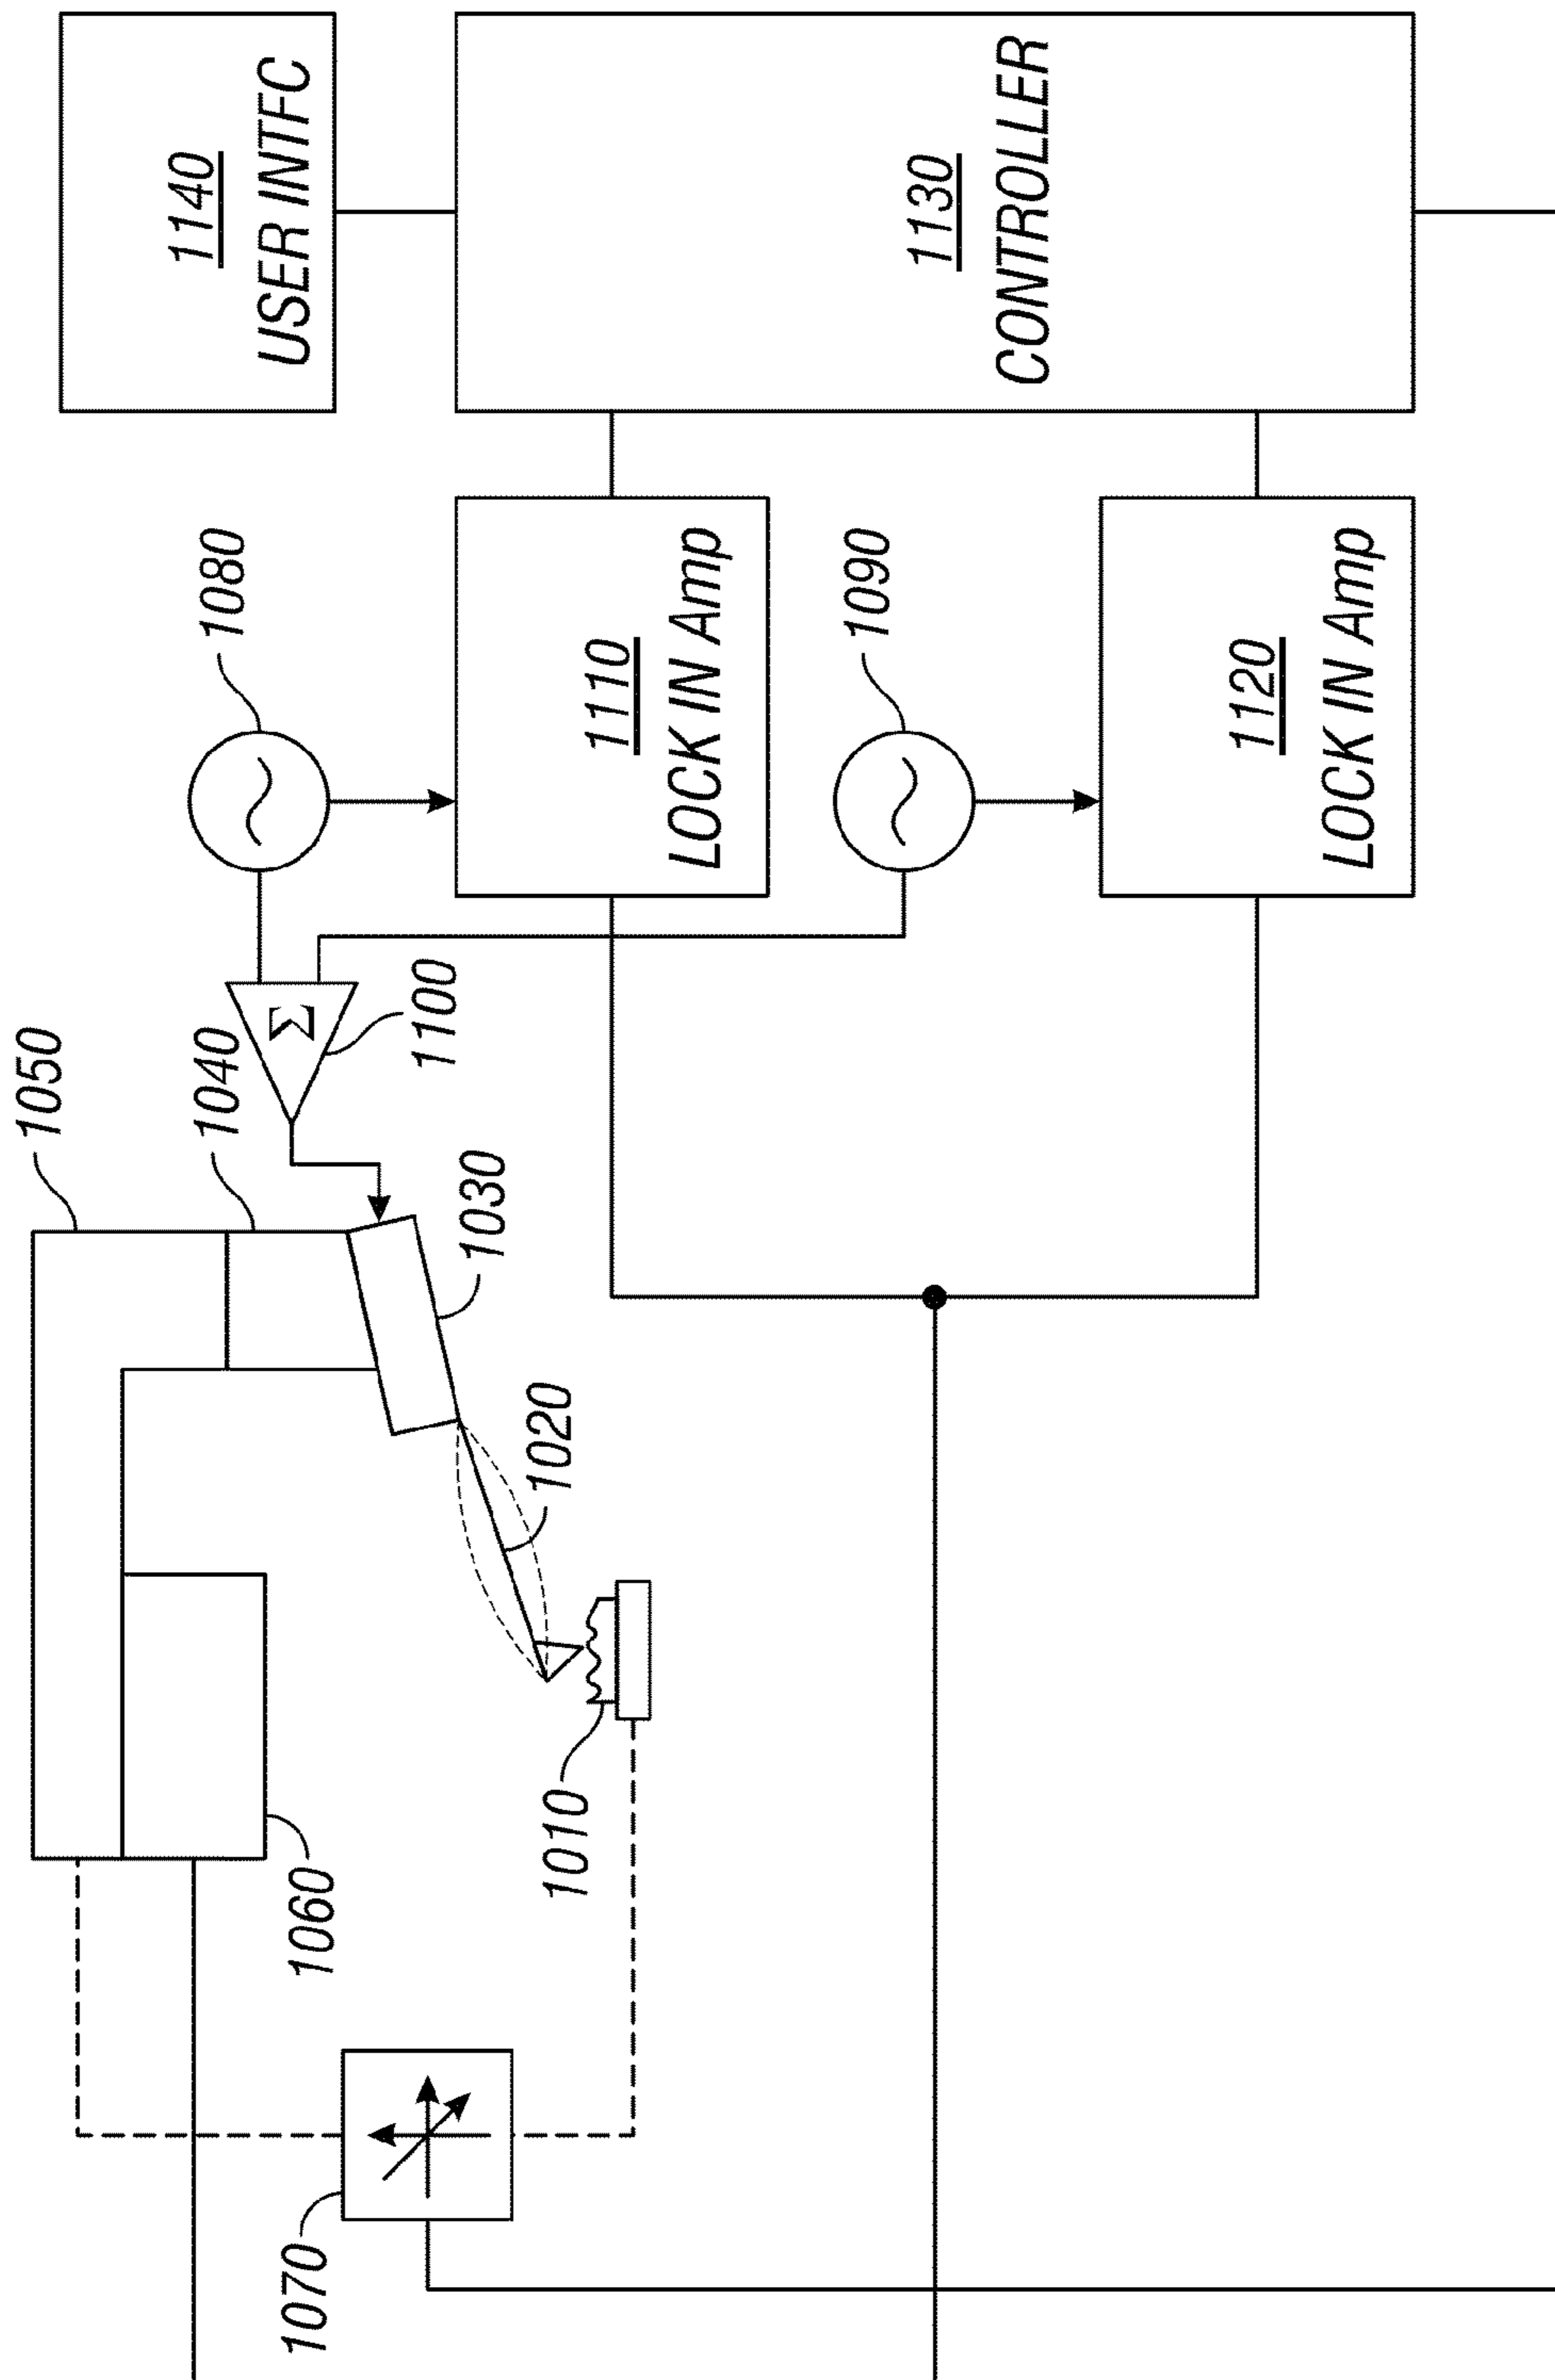 1050
1040
1080
1140
USER INTFC
Σ
1100
1030
1110
LOCK IN Amp
1130
CONTROLLER
1060
1020
1010
1090
1070
1120
LOCK IN Amp